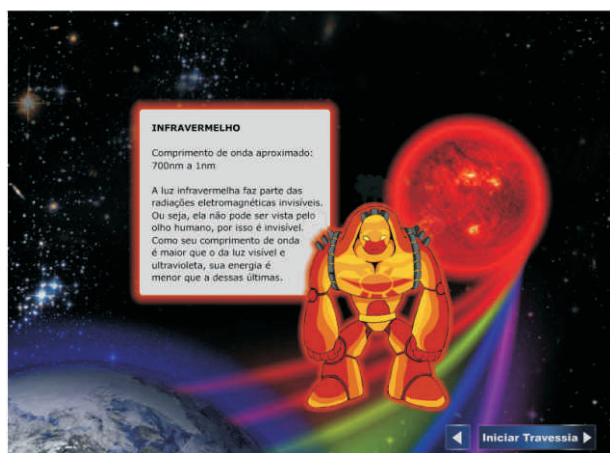 INFRAVERMELHO
Comprimento de onda aproximado:
700nm a 1nm
A luz infravermelha faz parte das
radiações eletromagnéticas invisíveis.
Ou seja, ela não pode ser vista pelo
olho humano, por isso é invisível.
Como seu comprimento de onda
é maior que o da luz visível e
ultravioleta, sua energia é
menor que a dessas últimas.
Iniciar Travessia